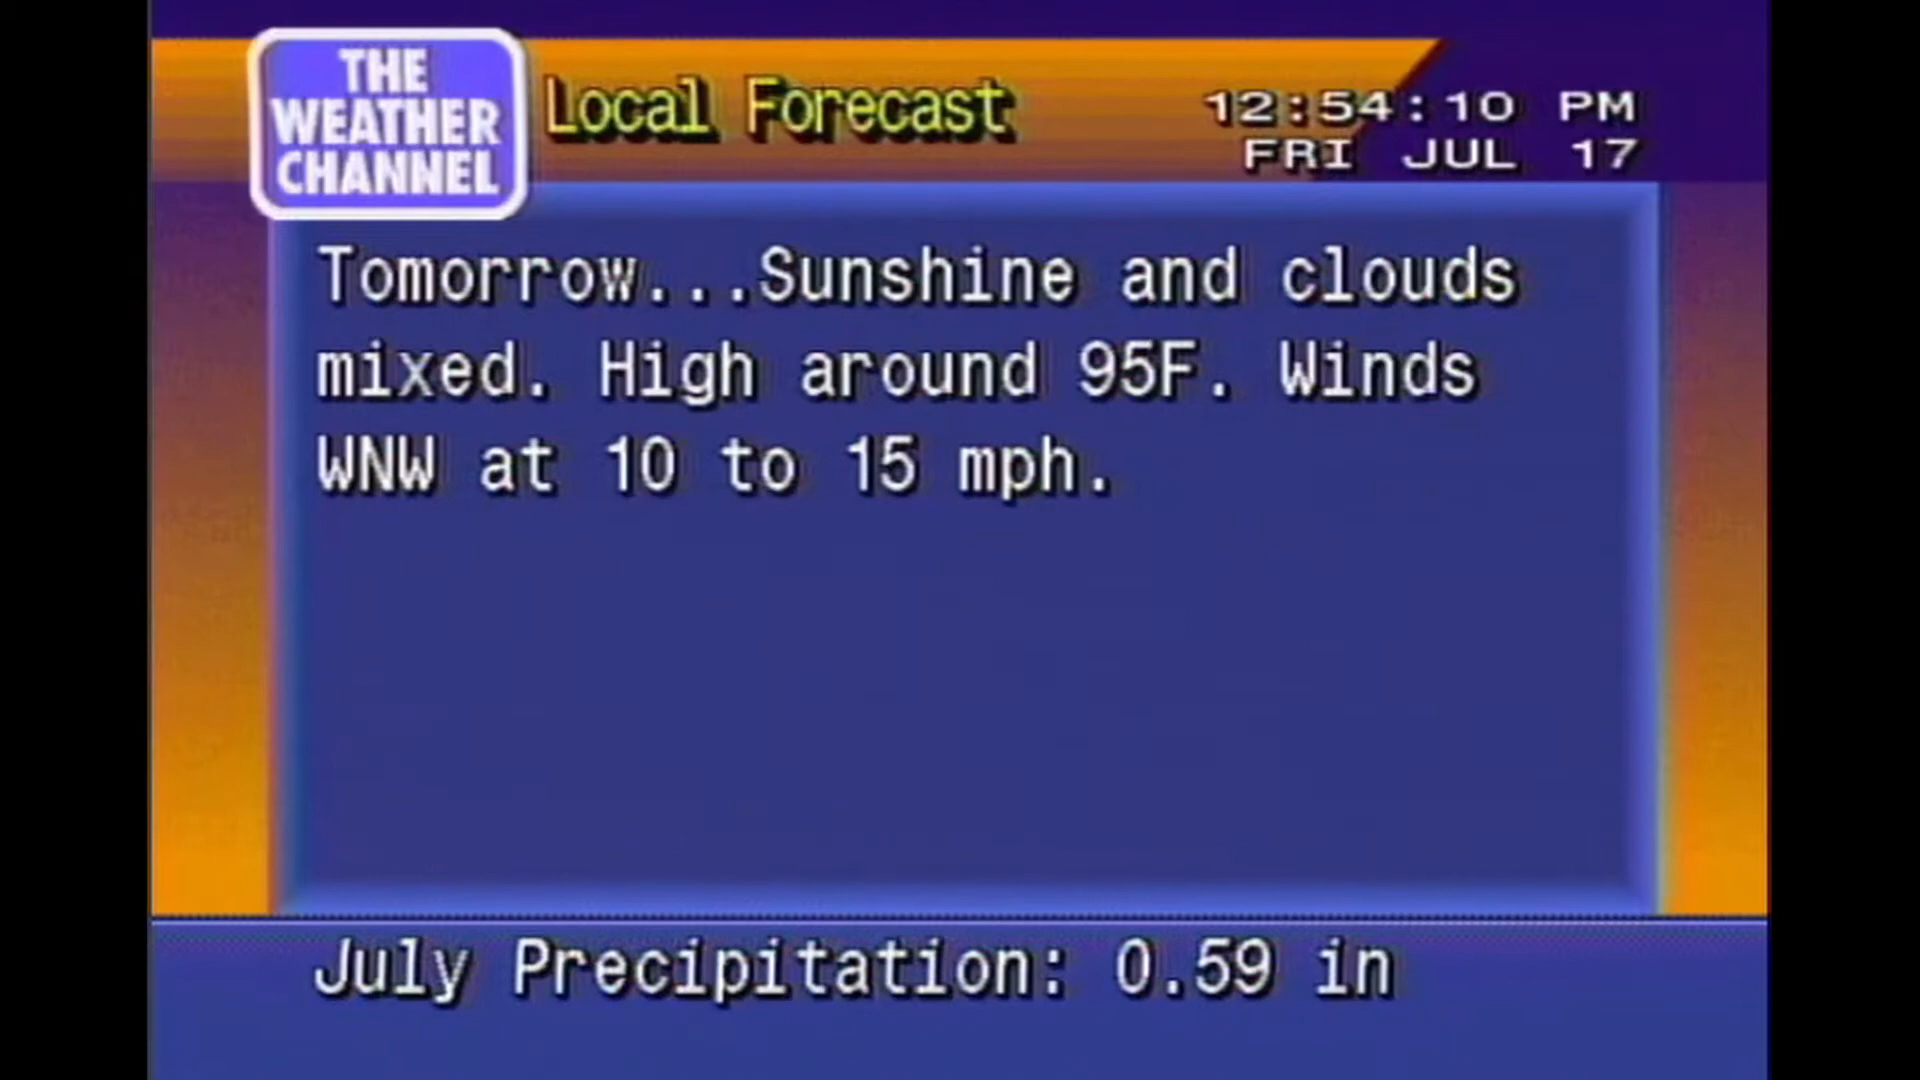 THE
WEATHER
CHANNEL
Local Forecast
12:54:10 PM
FRI JUL 17
Tomorrow...Sunshine and clouds
mixed. High around 95F. Winds
WNW at 10 to 15 mph.
July Precipitation: 0.59 in